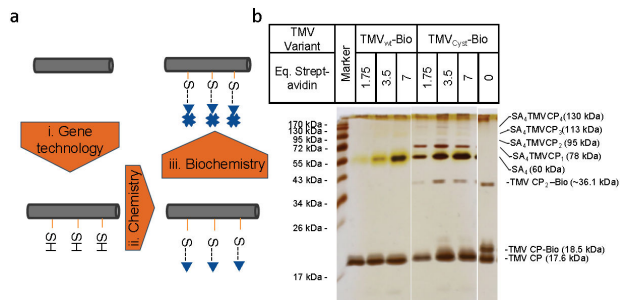 a
i. Gene
technology
SH
SH
SH
ii. Chemistry
S
S
S
iii. Biochemistry
S
S
S
b
TMV
Variant
Marker
TMVwt-Bio
TMVCyst-Bio
Eq. Strept-
avidin
1.75
3.5
7
1.75
3.5
7
0
170 kDa -
130 kDa -
95 kDa -
72 kDa -
55 kDa -
43 kDa -
34 kDa -
26 kDa -
17 kDa -
SA4TMVCP4(130 kDa)
SA4TMVCP3(113 kDa)
SA4TMVCP2 (95 kDa)
SA4TMVCP1 (78 kDa)
SA4 (60 kDa)
-TMV CP2-Bio (~36.1 kDa)
-TMV CP-Bio (18.5 kDa)
-TMV CP (17.6 kDa)